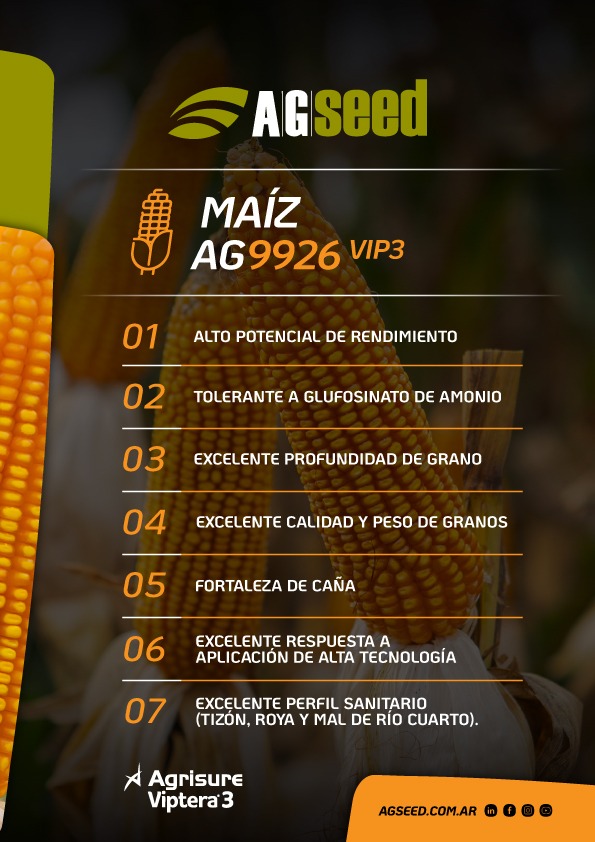 AGseed
MAÍZ
AG9926 VIP3
01 ALTO POTENCIAL DE RENDIMIENTO
02 TOLERANTE A GLUFOSINATO DE AMONIO
03 EXCELENTE PROFUNDIDAD DE GRANO
04 EXCELENTE CALIDAD Y PESO DE GRANOS
05 FORTALEZA DE CAÑA
06 EXCELENTE RESPUESTA A
APLICACIÓN DE ALTA TECNOLOGÍA
07 EXCELENTE PERFIL SANITARIO
(TIZÓN, ROYA Y MAL DE RÍO CUARTO).
Agrisure
Viptera 3
AGSEED.COM.AR